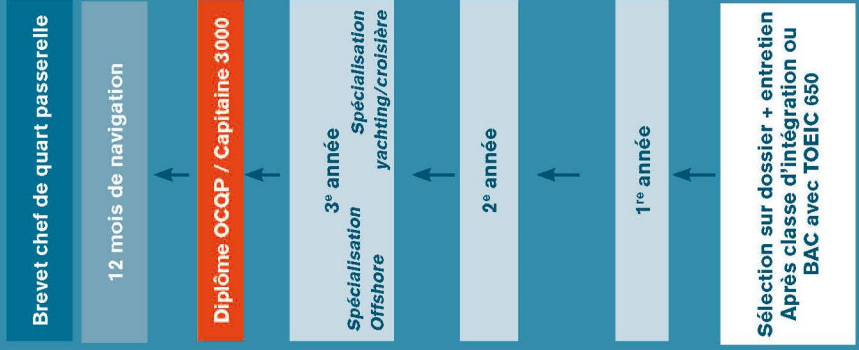 Brevet chef de quart passerelle
12 mois de navigation
Diplôme OCQP / Capitaine 3000
3e année
Spécialisation
Offshore
Spécialisation
yachting/croisière
2e année
1re année
Sélection sur dossier + entretien
Après classe d'intégration ou
BAC avec TOEIC 650